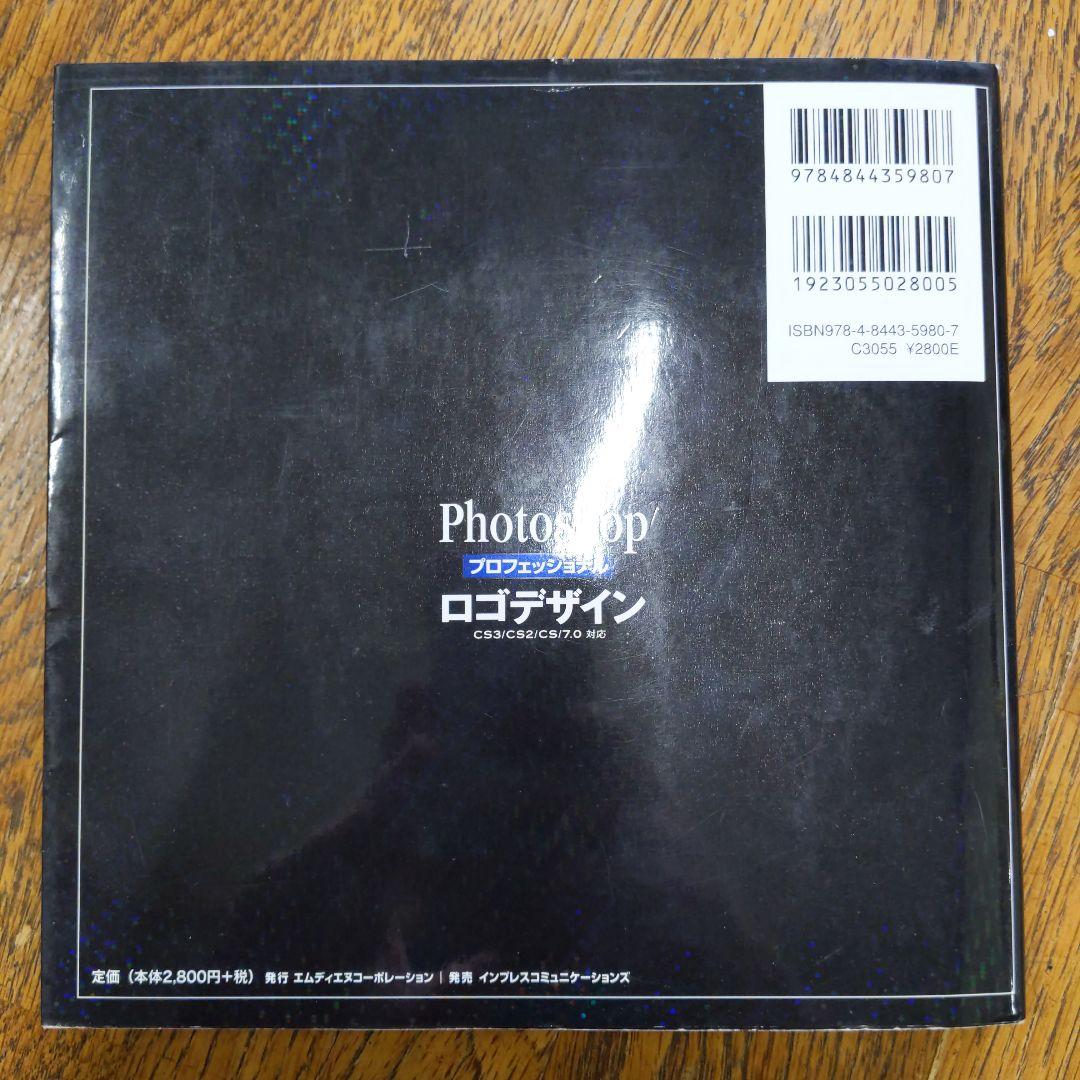 9784844359807
1923055028005
ISBN978-4-8443-5980-7
C3055 ¥2800E
Photoshop
プロフェッショナル
ロゴデザイン
CS3/CS2/CS/7.0 対応
定価（本体2,800円+税） 発行 エムディエヌコーポレーション | 発売 インプレスコミュニケーションズ